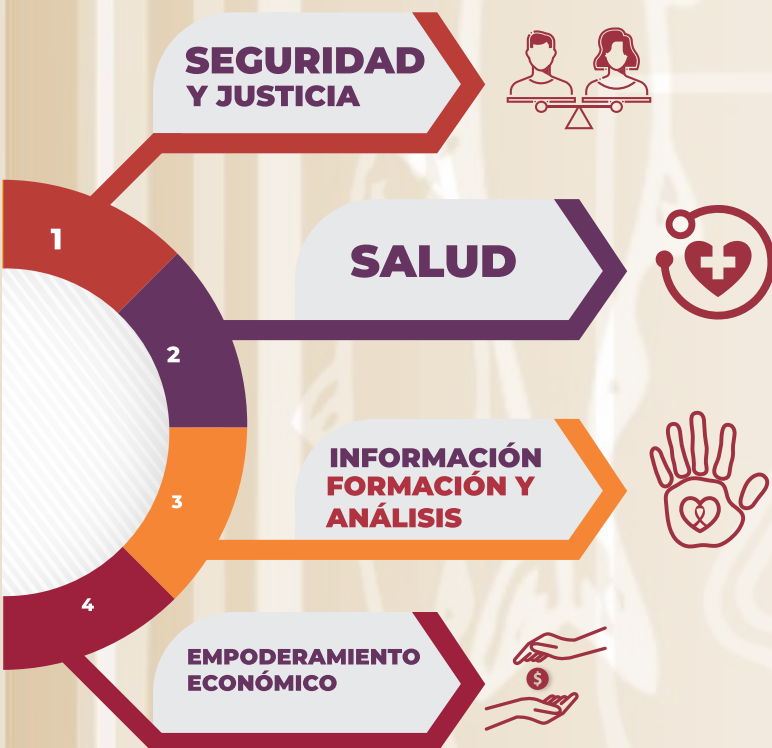 SEGURIDAD
Y JUSTICIA
1
SALUD
2
INFORMACIÓN
FORMACIÓN Y
ANÁLISIS
3
4
EMPODERAMIENTO
ECONÓMICO
$